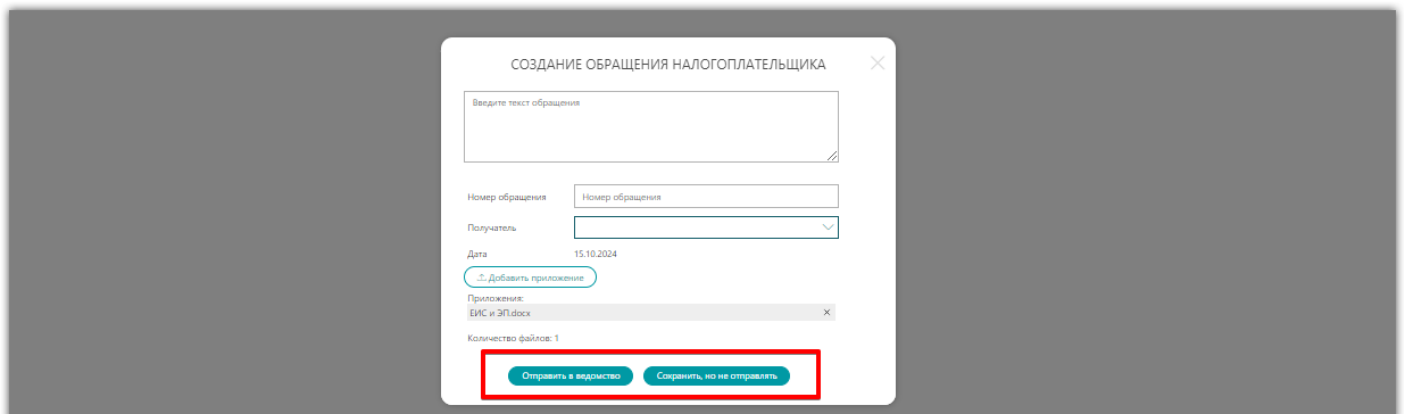 СОЗДАНИЕ ОБРАЩЕНИЯ НАЛОГОПЛАТЕЛЬЩИКА
Введите текст обращения
Номер обращения Номер обращения
Получатель
Дата 15.10.2024
Добавить приложение
Приложения:
ЕИС и ЭП.docx
Количество файлов: 1
Отправить в ведомство Сохранить, но не отправлять